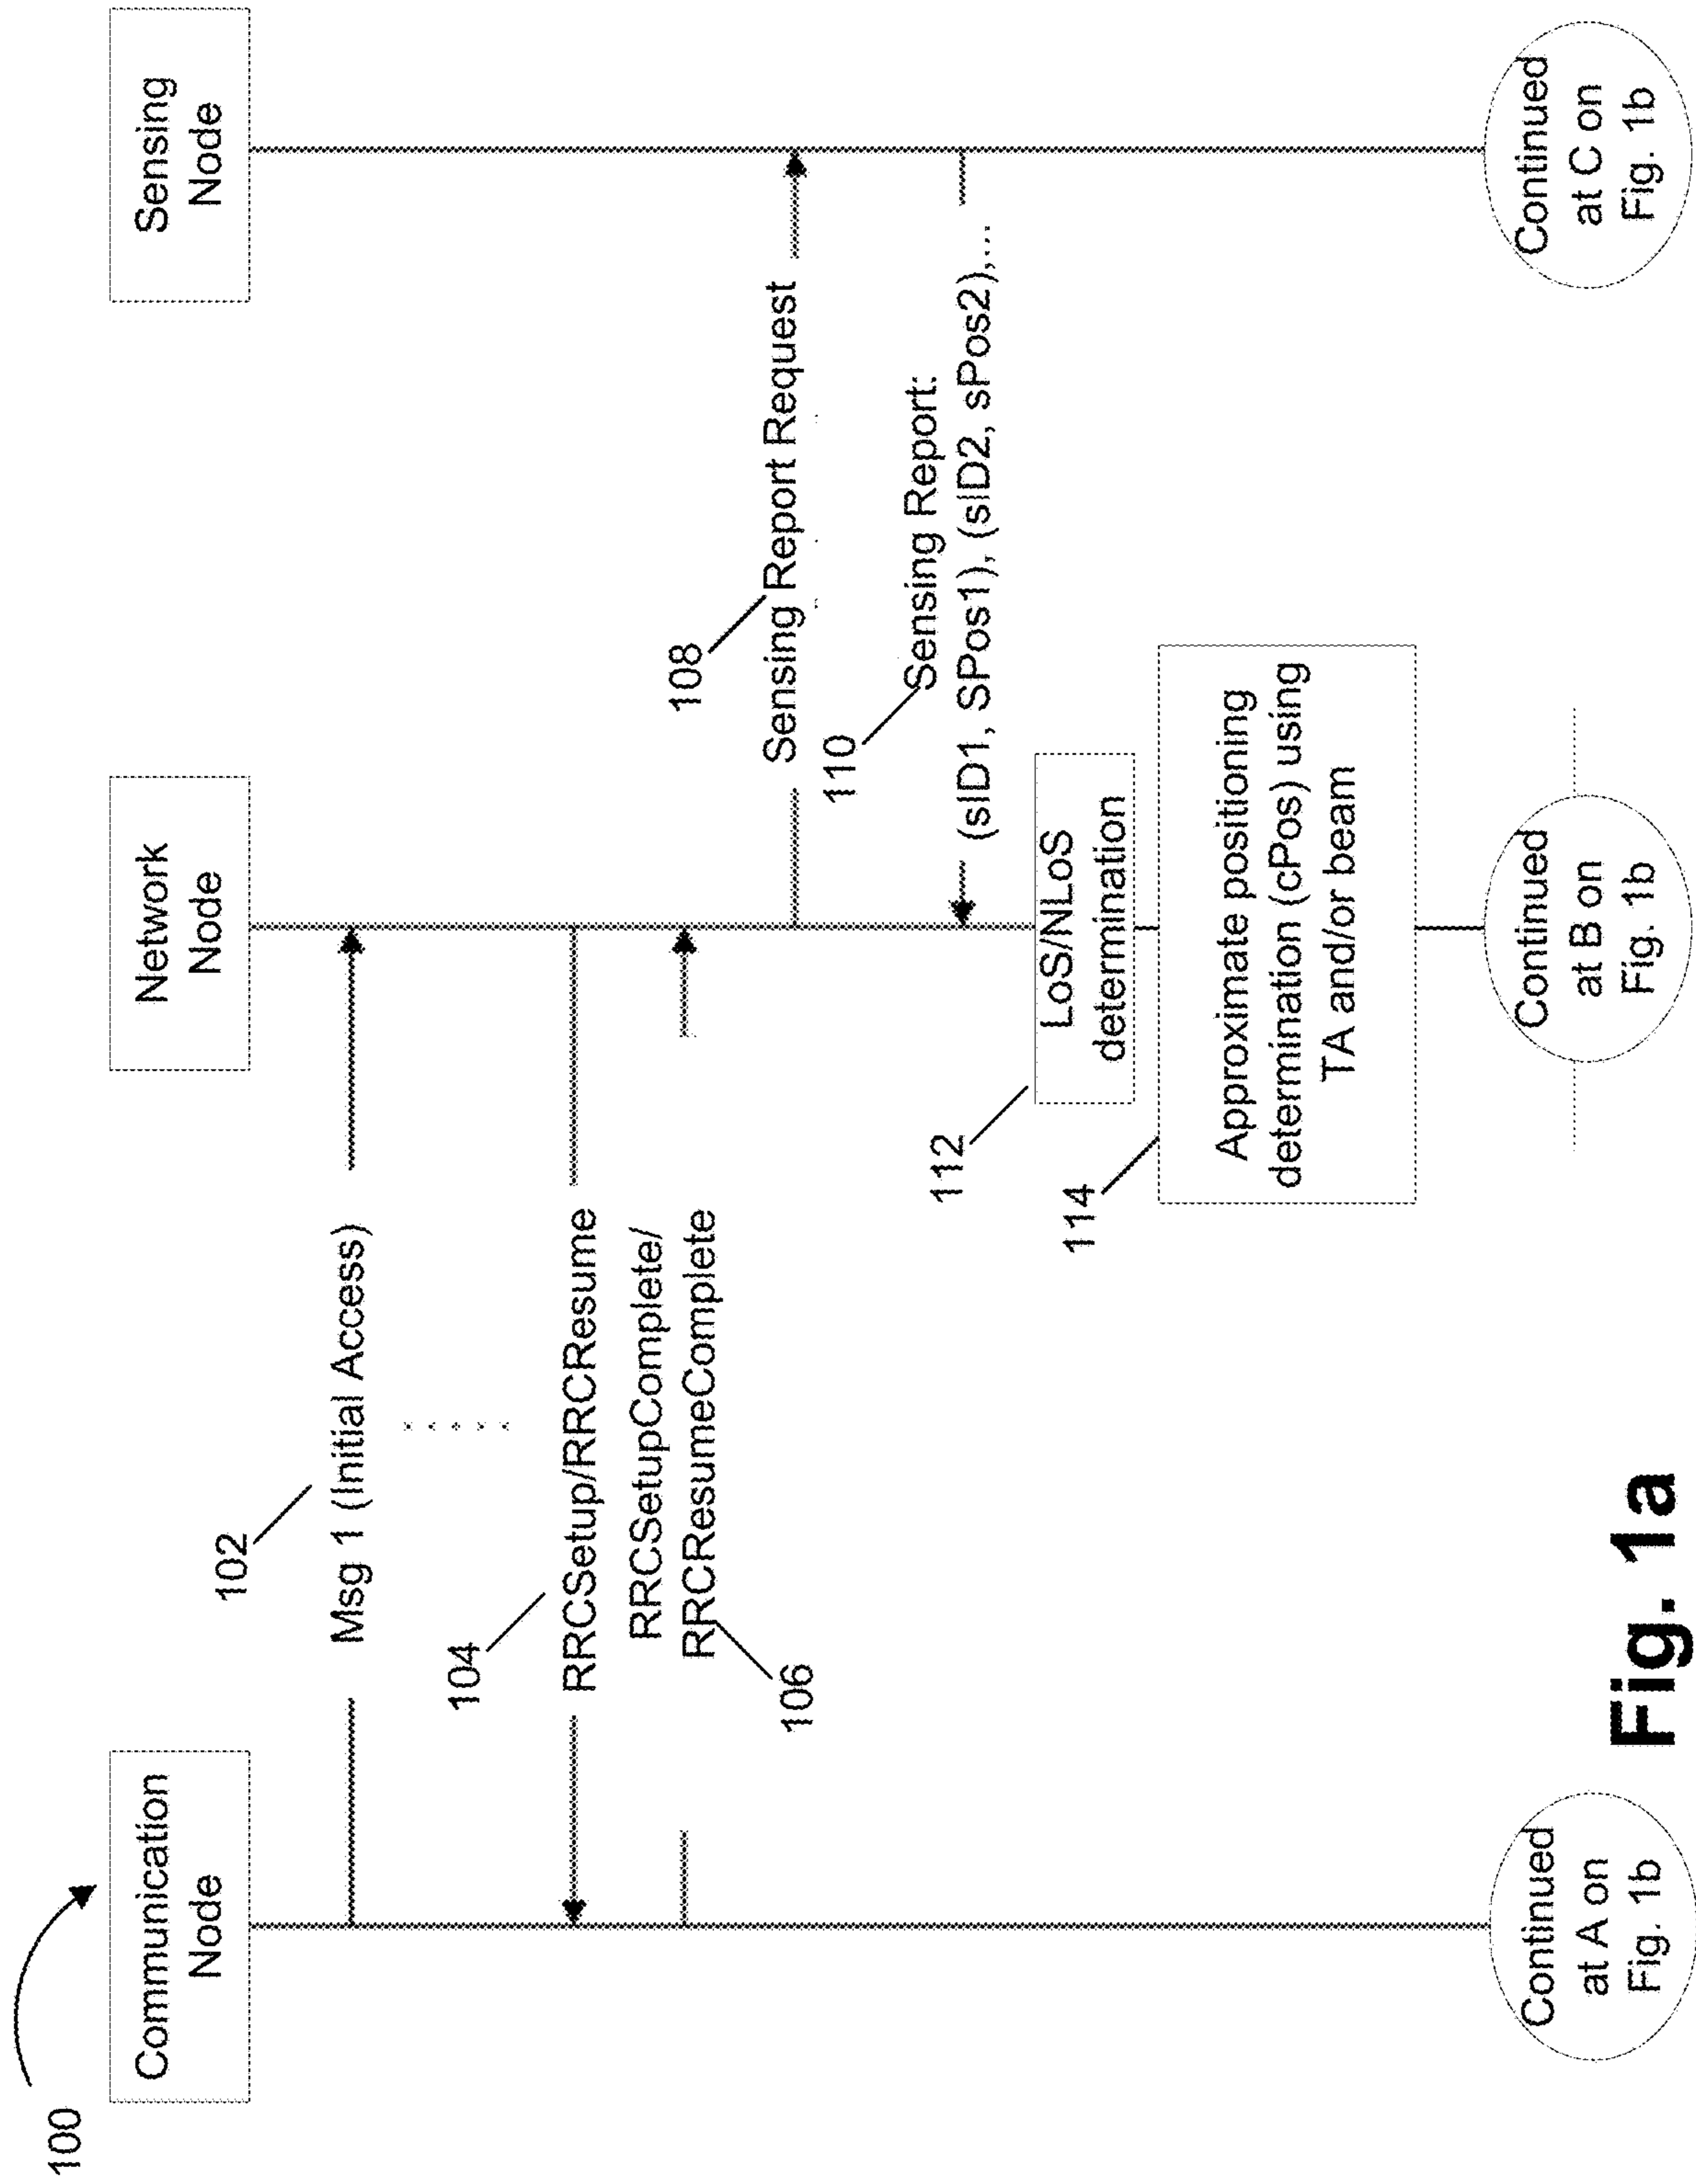 100
Communication
Node
Network
Node
Sensing
Node
102
Msg 1 (Initial Access)
104
RRCSetup/RRCResume
RRCSetupComplete/
RRCResumeComplete
106
108
Sensing Report Request
110
Sensing Report:
(sID1, SPos1), (sID2, sPos2),...
112
LoS/NLoS
determination
114
Approximate positioning
determination (cPos) using
TA and/or beam
Continued
at A on
Fig. 1b
Continued
at B on
Fig. 1b
Continued
at C on
Fig. 1b
Fig. 1a